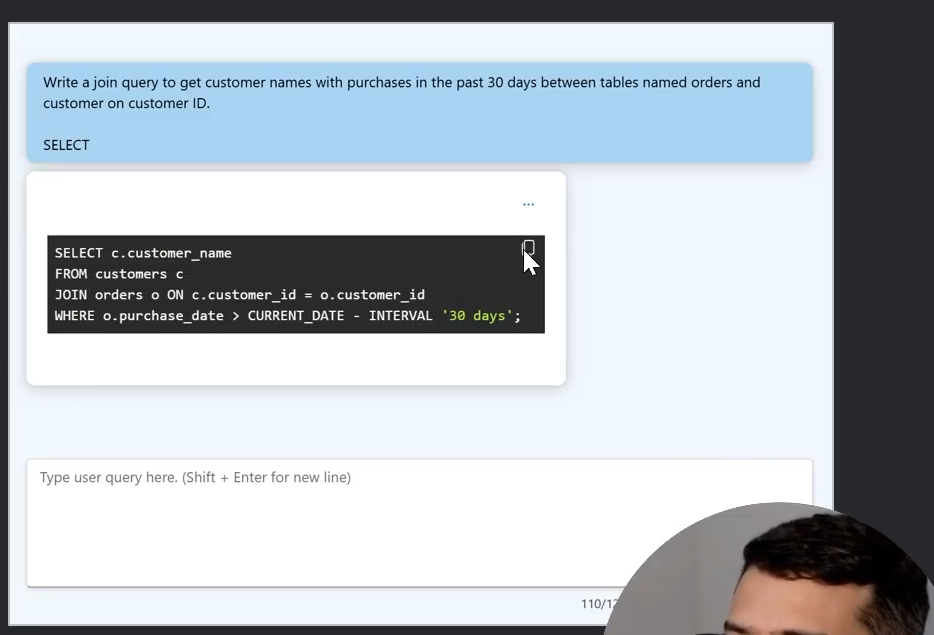 Write a join query to get customer names with purchases in the past 30 days between tables named orders and
customer on customer ID.
SELECT
...
SELECT c.customer_name
FROM customers c
JOIN orders o ON c.customer_id = o.customer_id
WHERE o.purchase_date > CURRENT_DATE - INTERVAL '30 days';
Type user query here. (Shift + Enter for new line)
110/12